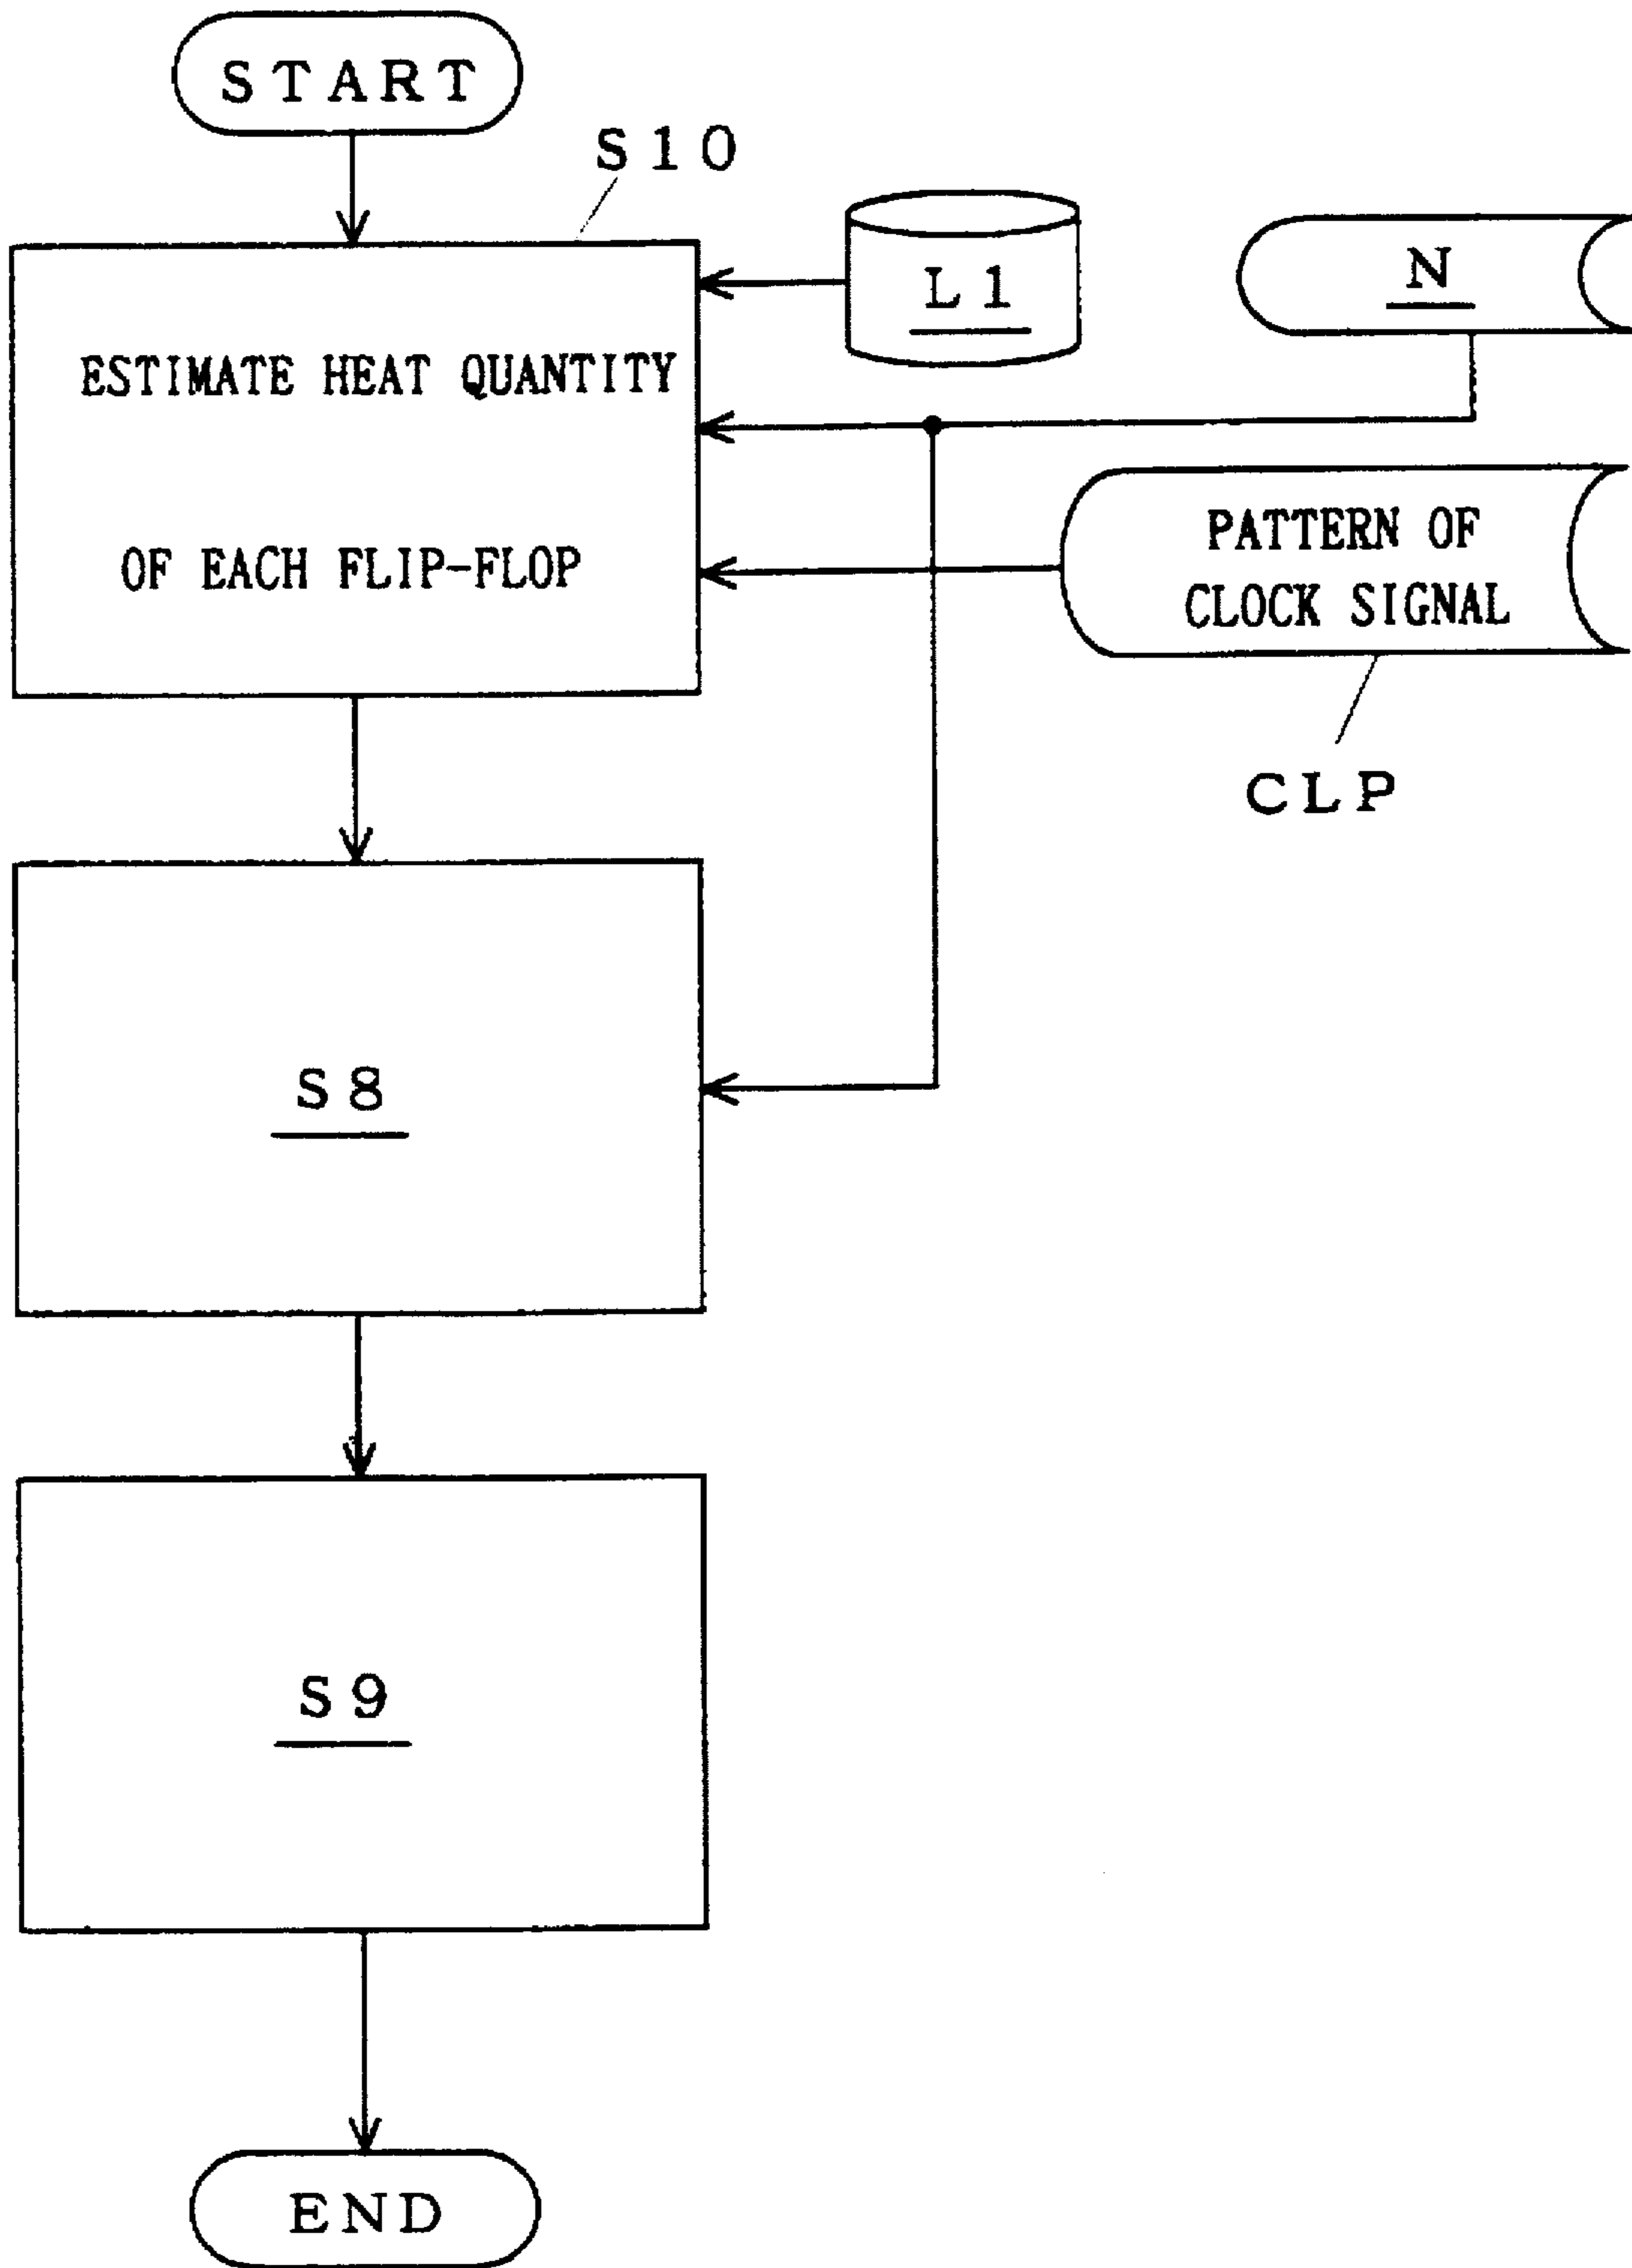 START
S10
L1
N
ESTIMATE HEAT QUANTITY
OF EACH FLIP-FLOP
PATTERN OF
CLOCK SIGNAL
CLP
S8
S9
END